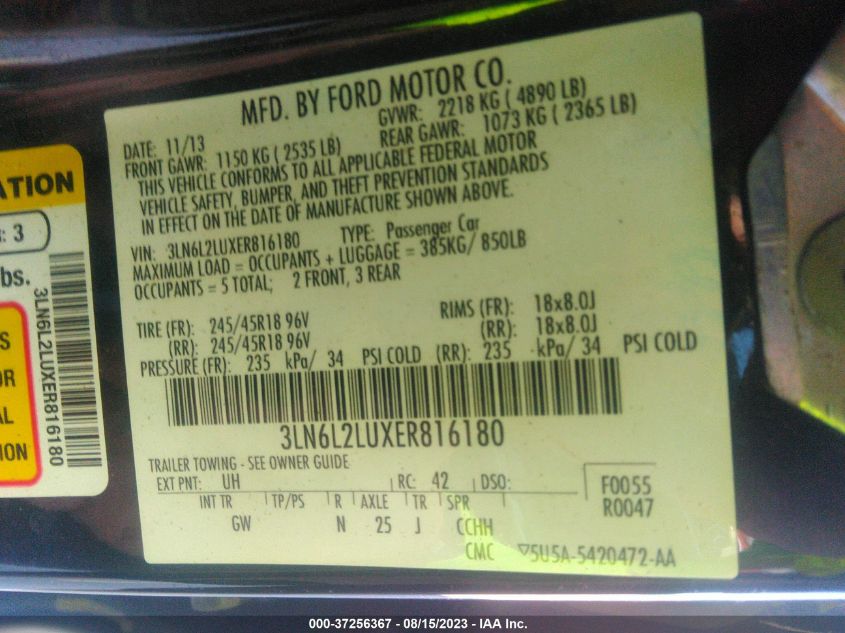 MFD. BY FORD MOTOR CO.
DATE: 11/13 GVWR: 2218 KG ( 4890 LB)
FRONT GAWR: 1150 KG ( 2535 LB) REAR GAWR: 1073 KG ( 2365 LB)
THIS VEHICLE CONFORMS TO ALL APPLICABLE FEDERAL MOTOR
VEHICLE SAFETY, BUMPER, AND THEFT PREVENTION STANDARDS
IN EFFECT ON THE DATE OF MANUFACTURE SHOWN ABOVE.
VIN: 3LN6L2LUXER816180 TYPE: Passenger Car
MAXIMUM LOAD = OCCUPANTS + LUGGAGE = 385KG/ 850LB
OCCUPANTS = 5 TOTAL; 2 FRONT, 3 REAR
TIRE (FR): 245/45R18 96V RIMS (FR): 18x8.0J
(RR): 245/45R18 96V (RR): 18x8.0J
PRESSURE (FR): 235 kPa/ 34 PSI COLD (RR): 235 kPa/ 34 PSI COLD
3LN6L2LUXER816180
TRAILER TOWING - SEE OWNER GUIDE
EXT PNT: UH RC: 42 DSO:
INT TR TP/PS R AXLE TR SPR
GW N 25 J CCHH
F0055
R0047
CMC 5U5A-5420472-AA
ATION
: 3
bs.
3LN6L2LUXER816180
S
OR
AL
ION
000-37256367 - 08/15/2023 - IAA Inc.